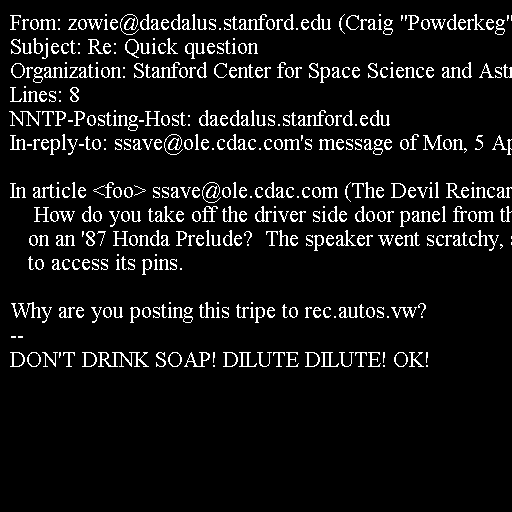 From: zowie@daedalus.stanford.edu (Craig "Powderkeg"
Subject: Re: Quick question
Organization: Stanford Center for Space Science and
Lines: 8
NNTP-Posting-Host: daedalus.stanford.edu
In-reply-to: ssave@ole.cdac.com's message of Mon, 5
In article <foo> ssave@ole.cdac.com (The Devil
How do you take off the driver side door panel from
on an '87 Honda Prelude?  The speaker went scratchy,
to access its pins.
Why are you posting this tripe to rec.autos.vw?
--
DON'T DRINK SOAP! DILUTE DILUTE! OK!